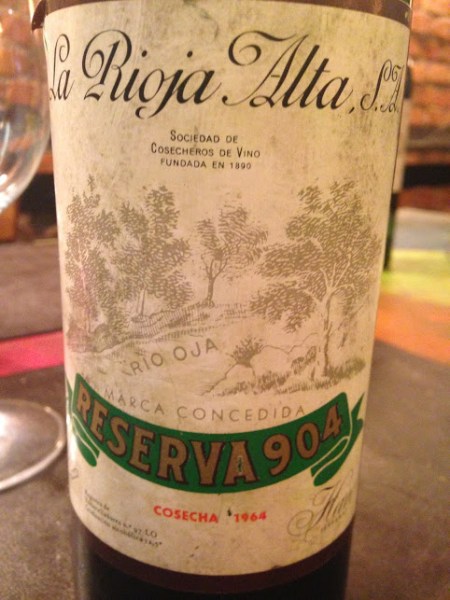 La Rioja Alta, S.A.
SOCIEDAD DE
COSECHEROS DE VINO
FUNDADA EN 1890
RIO OJA
MARCA CONCEDIDA
RESERVA 904
COSECHA 1964